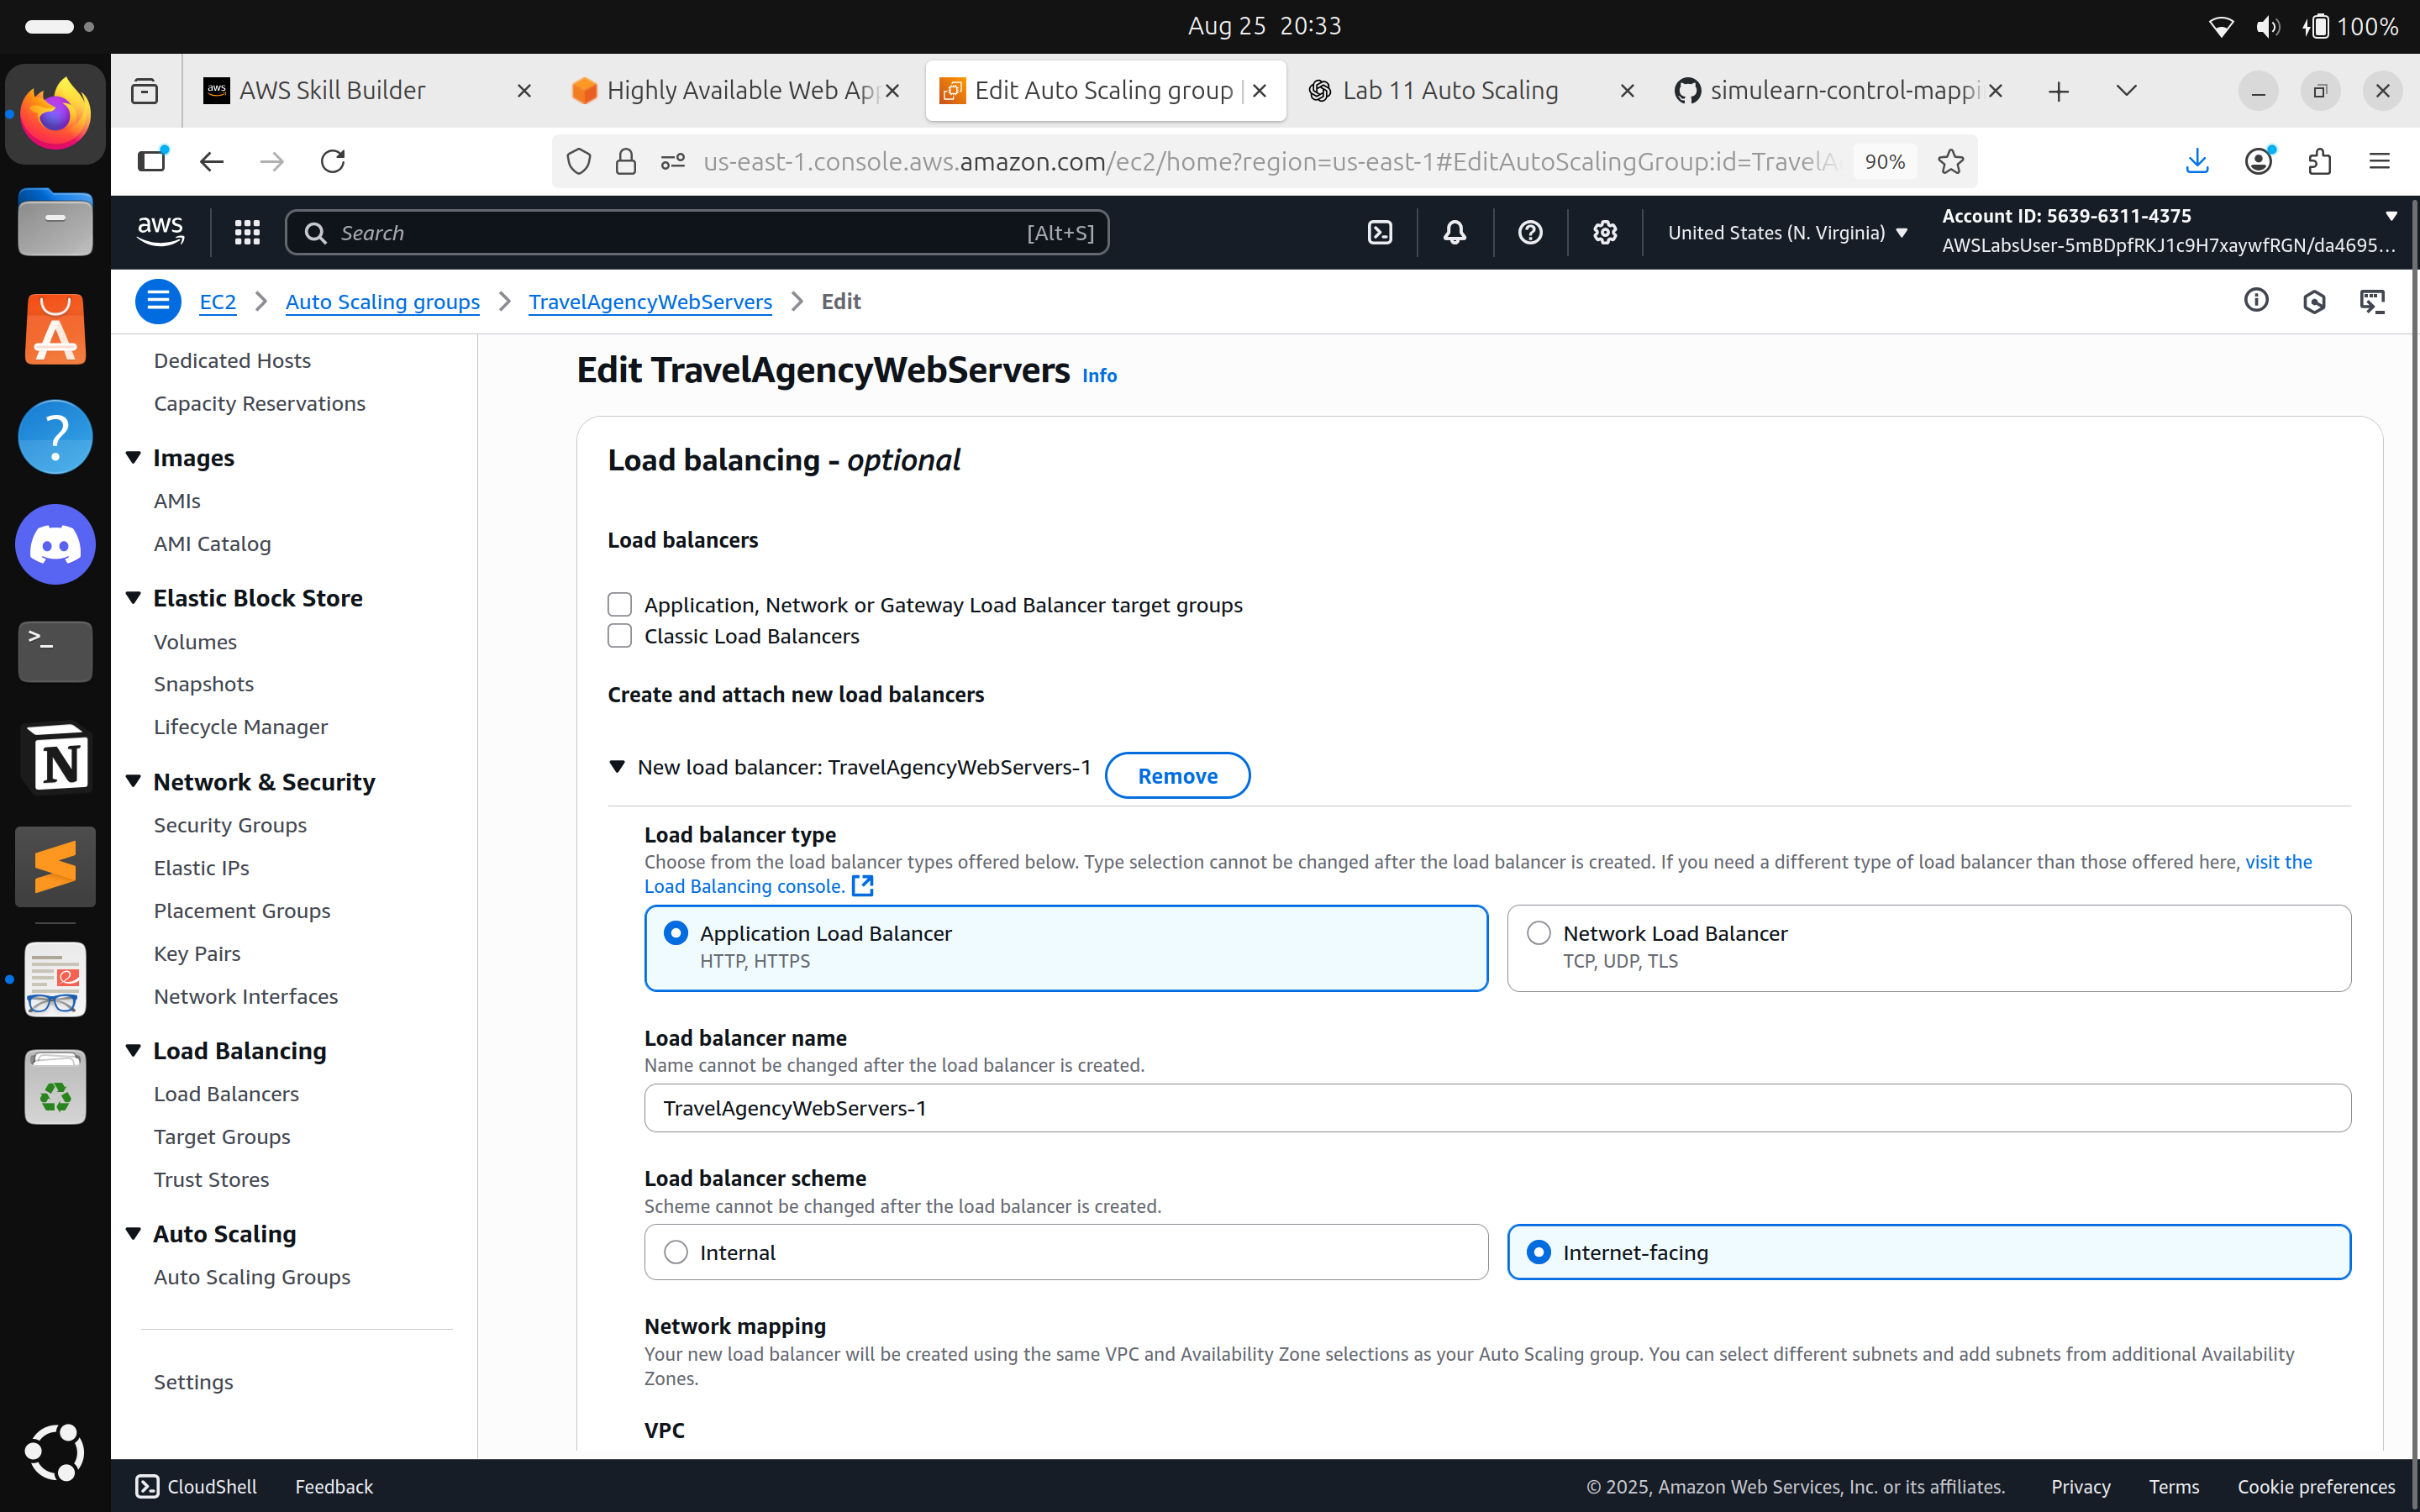 Aug 25 20:33
100%
AWS Skill Builder
Highly Available Web App
Edit Auto Scaling group
Lab 11 Auto Scaling
simulearn-control-mappi
us-east-1.console.aws.amazon.com/ec2/home?region=us-east-1#EditAutoScalingGroup:id=TravelA
90%
aws
Search
[Alt+S]
United States (N. Virginia)
Account ID: 5639-6311-4375
AWSLabsUser-5mBDpfRKJ1c9H7xaywfRGN/da4695...
EC2
Auto Scaling groups
TravelAgencyWebServers
Edit
Dedicated Hosts
Capacity Reservations
Images
AMIs
AMI Catalog
Elastic Block Store
Volumes
Snapshots
Lifecycle Manager
Network & Security
Security Groups
Elastic IPs
Placement Groups
Key Pairs
Network Interfaces
Load Balancing
Load Balancers
Target Groups
Trust Stores
Auto Scaling
Auto Scaling Groups
Settings
Edit TravelAgencyWebServers Info
Load balancing - optional
Load balancers
Application, Network or Gateway Load Balancer target groups
Classic Load Balancers
Create and attach new load balancers
New load balancer: TravelAgencyWebServers-1
Remove
Load balancer type
Choose from the load balancer types offered below. Type selection cannot be changed after the load balancer is created. If you need a different type of load balancer than those offered here, visit the
Load Balancing console.
Application Load Balancer
HTTP, HTTPS
Network Load Balancer
TCP, UDP, TLS
Load balancer name
Name cannot be changed after the load balancer is created.
TravelAgencyWebServers-1
Load balancer scheme
Scheme cannot be changed after the load balancer is created.
Internal
Internet-facing
Network mapping
Your new load balancer will be created using the same VPC and Availability Zone selections as your Auto Scaling group. You can select different subnets and add subnets from additional Availability
Zones.
VPC
CloudShell
Feedback
© 2025, Amazon Web Services, Inc. or its affiliates.
Privacy
Terms
Cookie preferences